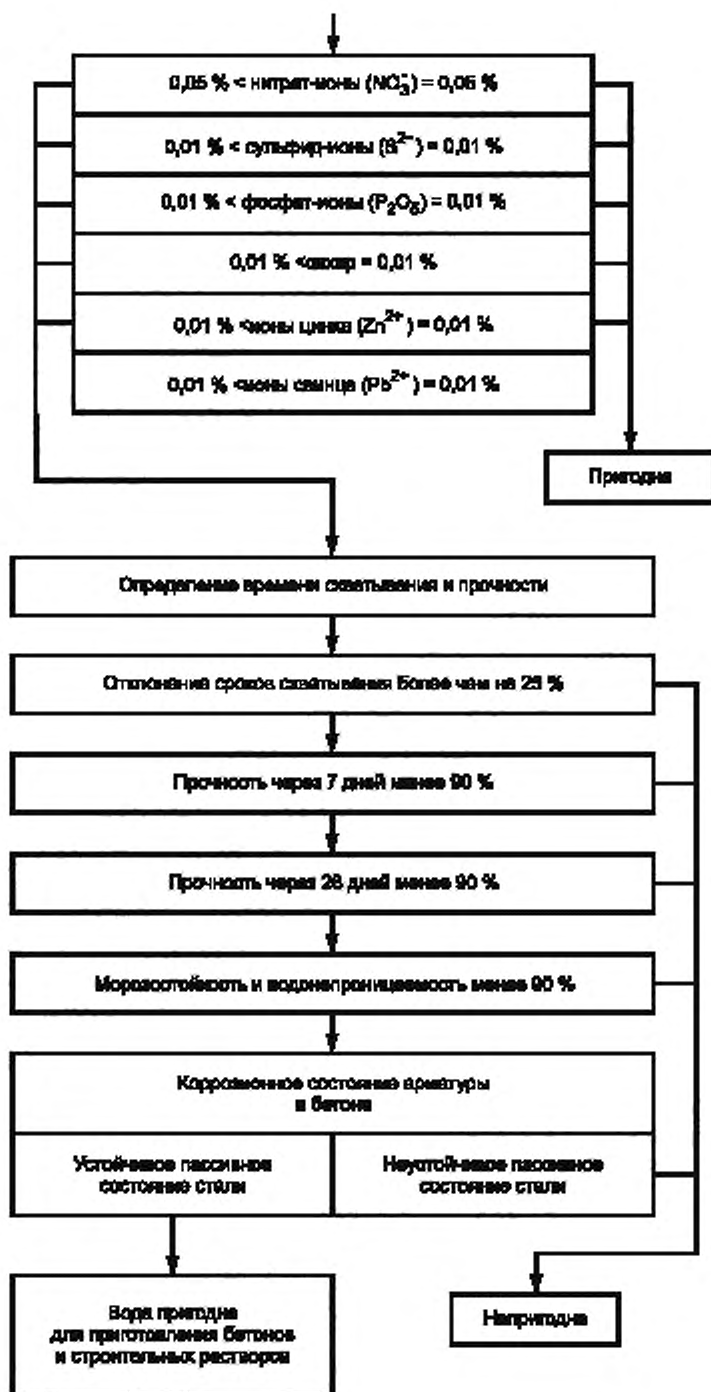 0,05 % < нитрат-ионы (NO₃⁻) = 0,05 %
0,01 % < сульфид-ионы (S²⁻) = 0,01 %
0,01 % < фосфат-ионы (P₂O₅) = 0,01 %
0,01 % <сахар = 0,01 %
0,01 % <ионы цинка (Zn²⁺) = 0,01 %
0,01 % <ионы свинца (Pb²⁺) = 0,01 %
Пригодна
Определение времени схватывания и прочности
Отклонение сроков схватывания Более чем на 25 %
Прочность через 7 дней менее 90 %
Прочность через 28 дней менее 90 %
Морозостойкость и водонепроницаемость менее 90 %
Коррозионное состояние арматуры
в бетоне
Устойчивое пассивное
состояние стали
Неустойчивое пассивное
состояние стали
Вода пригодна
для приготовления бетонов
и строительных растворов
Непригодна